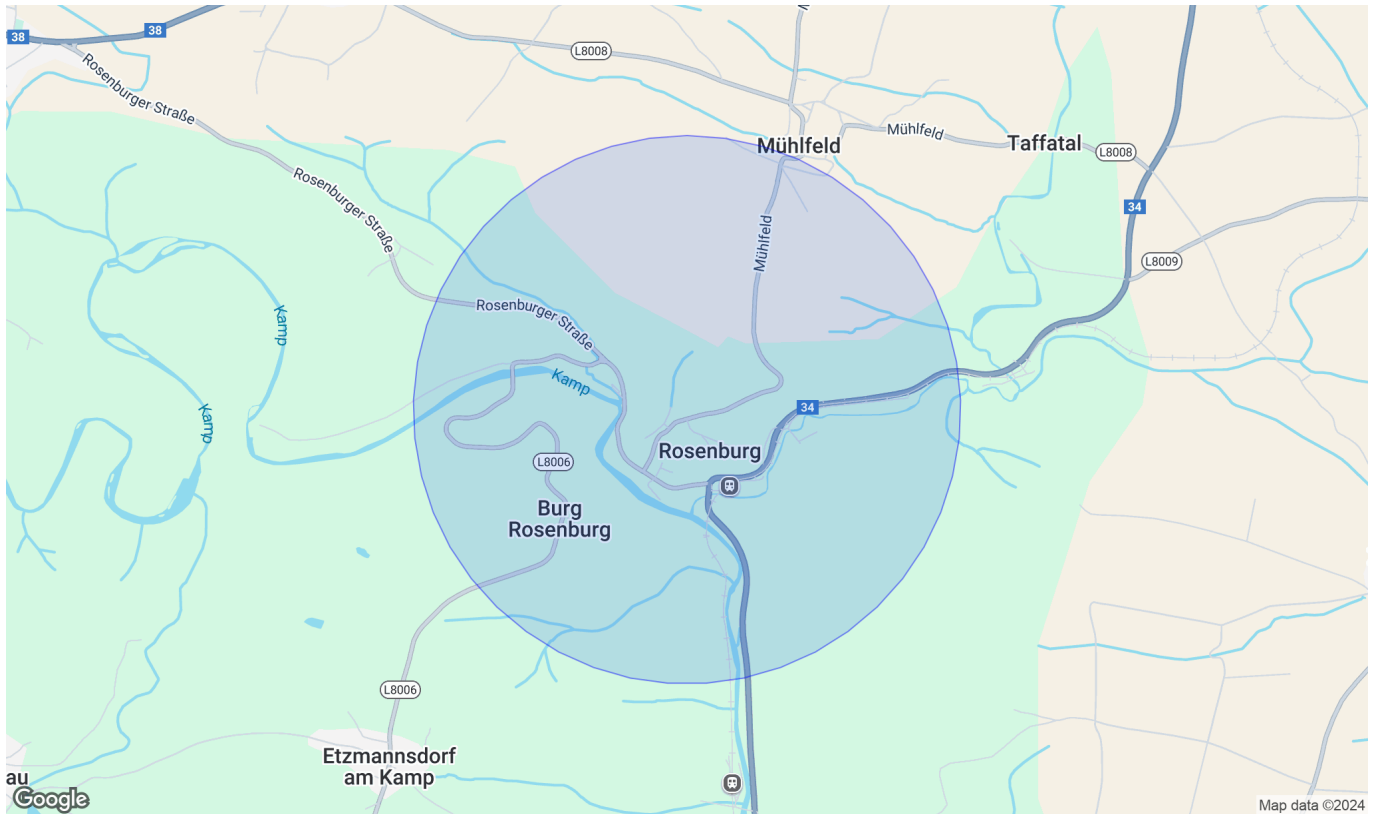 38
38
L8008
Rosenburger Straße
Mühlfeld
Mühlfeld
Taffatal
L8008
Rosenburger Straße
34
Mühlfeld
L8009
Kamp
Rosenburger Straße
Kamp
Kamp
34
Rosenburg
L8006
Burg
Rosenburg
L8006
Etzmannsdorf
am Kamp
au
Google
Map data ©2024